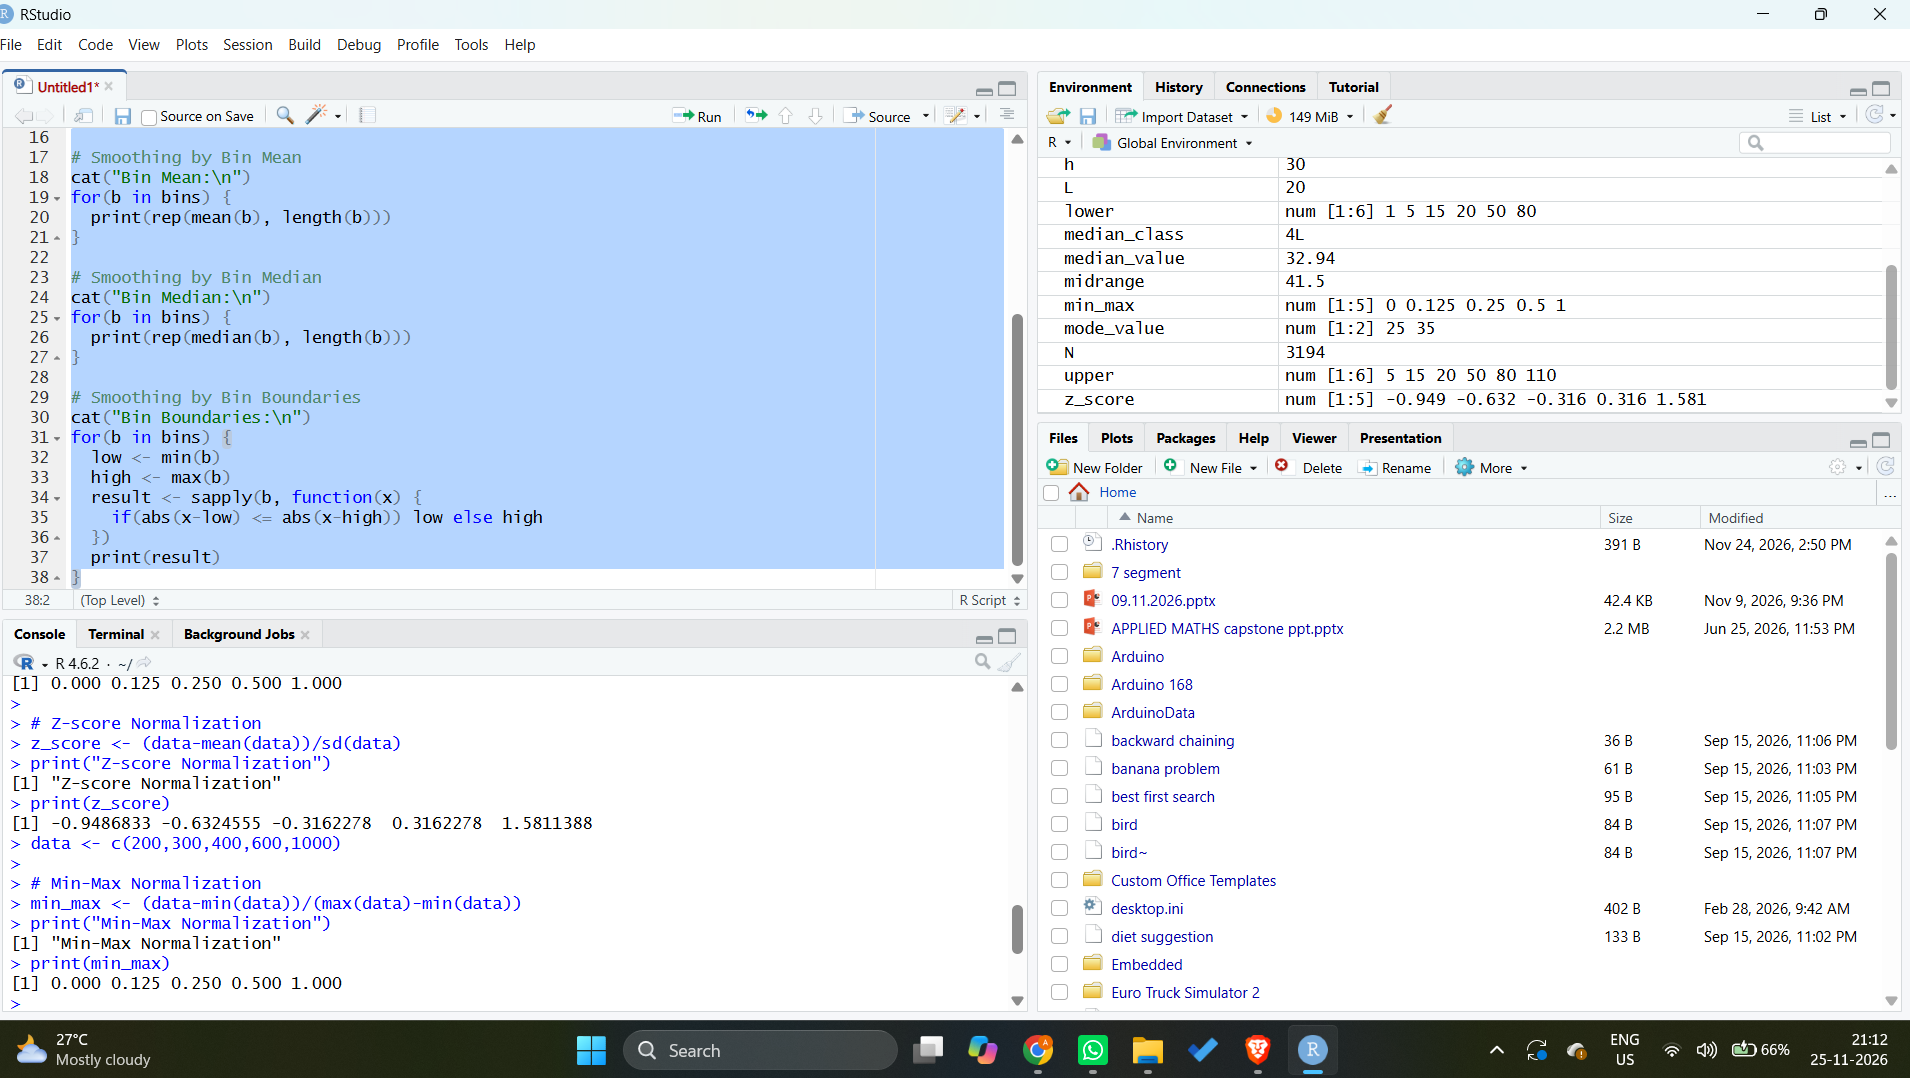 RStudio
File Edit Code View Plots Session Build Debug Profile Tools Help
Untitled1*
Source on Save Run Source
16
17 # Smoothing by Bin Mean
18 cat("Bin Mean:\n")
19 for(b in bins) {
20 print(rep(mean(b), length(b)))
21 }
22
23 # Smoothing by Bin Median
24 cat("Bin Median:\n")
25 for(b in bins) {
26 print(rep(median(b), length(b)))
27 }
28
29 # Smoothing by Bin Boundaries
30 cat("Bin Boundaries:\n")
31 for(b in bins) {
32 low <- min(b)
33 high <- max(b)
34 result <- sapply(b, function(x) {
35 if(abs(x-low) <= abs(x-high)) low else high
36 })
37 print(result)
38 }
38:2 (Top Level) R Script
Console Terminal Background Jobs
R 4.6.2 · ~/
[1] 0.000 0.125 0.250 0.500 1.000
>
> # Z-score Normalization
> z_score <- (data-mean(data))/sd(data)
> print("Z-score Normalization")
[1] "Z-score Normalization"
> print(z_score)
[1] -0.9486833 -0.6324555 -0.3162278 0.3162278 1.5811388
> data <- c(200,300,400,600,1000)
>
> # Min-Max Normalization
> min_max <- (data-min(data))/(max(data)-min(data))
> print("Min-Max Normalization")
[1] "Min-Max Normalization"
> print(min_max)
[1] 0.000 0.125 0.250 0.500 1.000
>
Environment History Connections Tutorial
Import Dataset 149 MiB List
R Global Environment
h 30
L 20
lower num [1:6] 1 5 15 20 50 80
median_class 4L
median_value 32.94
midrange 41.5
min_max num [1:5] 0 0.125 0.25 0.5 1
mode_value num [1:2] 25 35
N 3194
upper num [1:6] 5 15 20 50 80 110
z_score num [1:5] -0.949 -0.632 -0.316 0.316 1.581
Files Plots Packages Help Viewer Presentation
New Folder New File Delete Rename More
Home ...
Name Size Modified
.Rhistory 391 B Nov 24, 2026, 2:50 PM
7 segment
09.11.2026.pptx 42.4 KB Nov 9, 2026, 9:36 PM
APPLIED MATHS capstone ppt.pptx 2.2 MB Jun 25, 2026, 11:53 PM
Arduino
Arduino 168
ArduinoData
backward chaining 36 B Sep 15, 2026, 11:06 PM
banana problem 61 B Sep 15, 2026, 11:03 PM
best first search 95 B Sep 15, 2026, 11:05 PM
bird 84 B Sep 15, 2026, 11:07 PM
bird~ 84 B Sep 15, 2026, 11:07 PM
Custom Office Templates
desktop.ini 402 B Feb 28, 2026, 9:42 AM
diet suggestion 133 B Sep 15, 2026, 11:02 PM
Embedded
Euro Truck Simulator 2
27°C
Mostly cloudy
Search
ENG
US
66%
21:12
25-11-2026